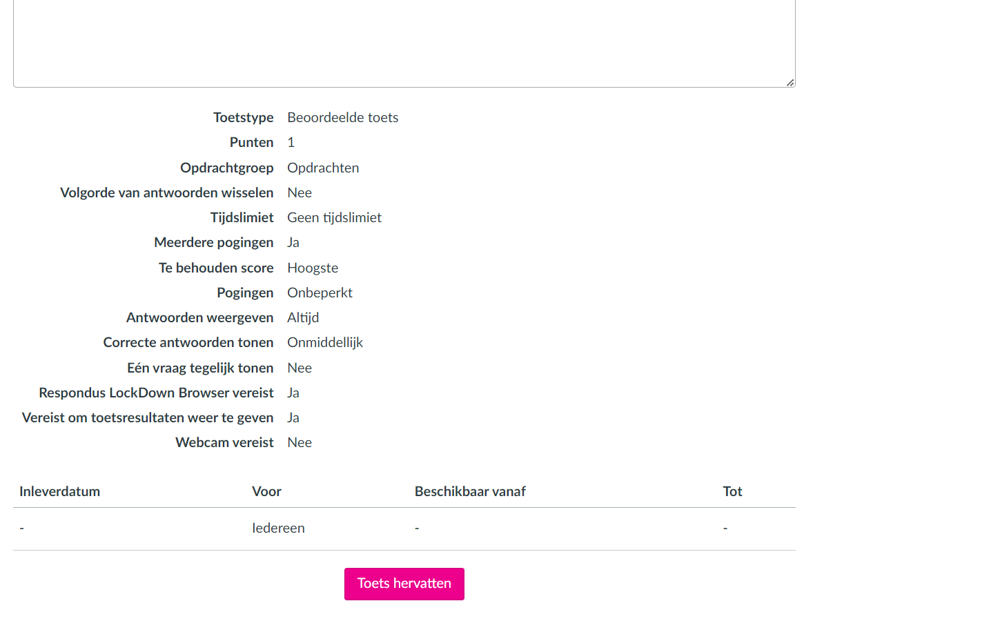 Toetstype Beoordeelde toets
Punten 1
Opdrachtgroep Opdrachten
Volgorde van antwoorden wisselen Nee
Tijdslimiet Geen tijdslimiet
Meerdere pogingen Ja
Te behouden score Hoogste
Pogingen Onbeperkt
Antwoorden weergeven Altijd
Correcte antwoorden tonen Onmiddellijk
Eén vraag tegelijk tonen Nee
Respondus LockDown Browser vereist Ja
Vereist om toetsresultaten weer te geven Ja
Webcam vereist Nee
Inleverdatum Voor Beschikbaar vanaf Tot
- Iedereen - -
Toets hervatten